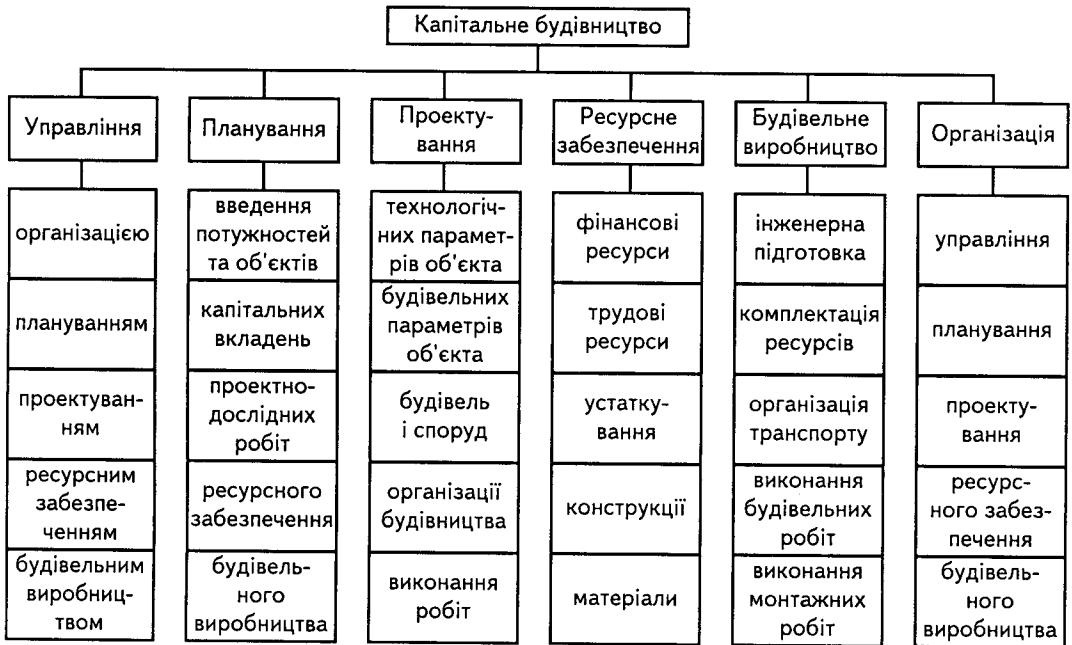 Капітальне будівництво
Управління
Планування
Проекту-
вання
Ресурсне
забезпечення
Будівельне
виробництво
Організація
організацією
введення
потужностей
та об'єктів
технологіч-
них парамет-
рів об'єкта
фінансові
ресурси
інженерна
підготовка
управління
плануванням
капітальних
вкладень
будівельних
параметрів
об'єкта
трудові
ресурси
комплектація
ресурсів
планування
проектуван-
ням
проектно-
дослідних
робіт
будівель
і споруд
устатку-
вання
організація
транспорту
проекту-
вання
ресурсним
забезпе-
ченням
ресурсного
забезпечення
організації
будівництва
конструкції
виконання
будівельних
робіт
ресурс-
ного забез-
печення
будівельним
виробниц-
твом
будівель-
ного
виробництва
виконання
робіт
матеріали
виконання
монтажних
робіт
будівель-
ного
виробництва